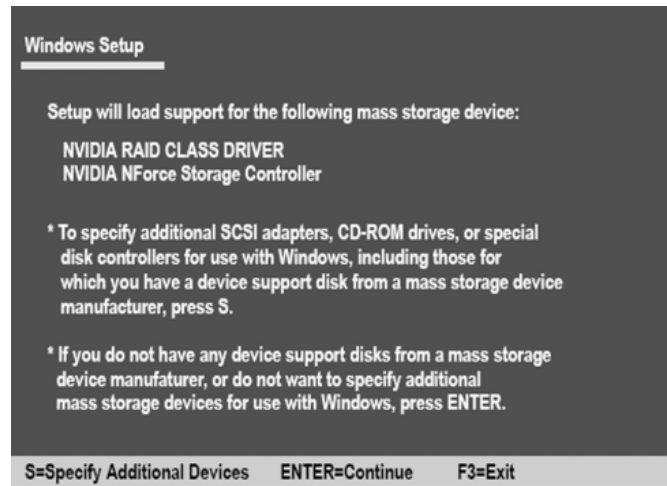 Windows Setup
Setup will load support for the following mass storage device:
NVIDIA RAID CLASS DRIVER
NVIDIA NForce Storage Controller
* To specify additional SCSI adapters, CD-ROM drives, or special
disk controllers for use with Windows, including those for
which you have a device support disk from a mass storage device
manufacturer, press S.
* If you do not have any device support disks from a mass storage
device manufaturer, or do not want to specify additional
mass storage devices for use with Windows, press ENTER.
S=Specify Additional Devices ENTER=Continue F3=Exit